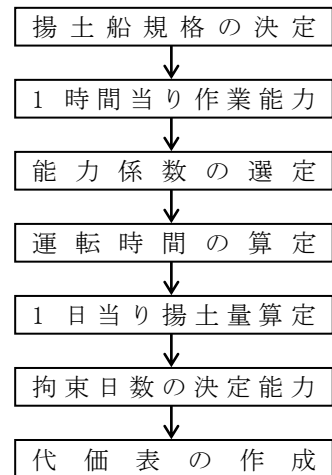 揚土船規格の決定
1時間当り作業能力
能力係数の選定
運転時間の算定
1日当り揚土量算定
拘束日数の決定能力
代価表の作成